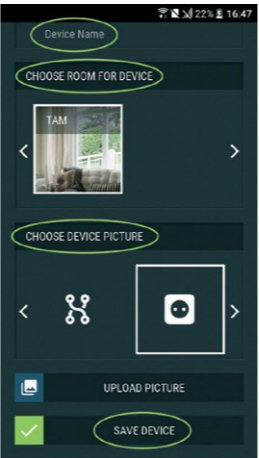 22% 16:47
Device Name
CHOOSE ROOM FOR DEVICE
TAM
CHOOSE DEVICE PICTURE
UPLOAD PICTURE
SAVE DEVICE